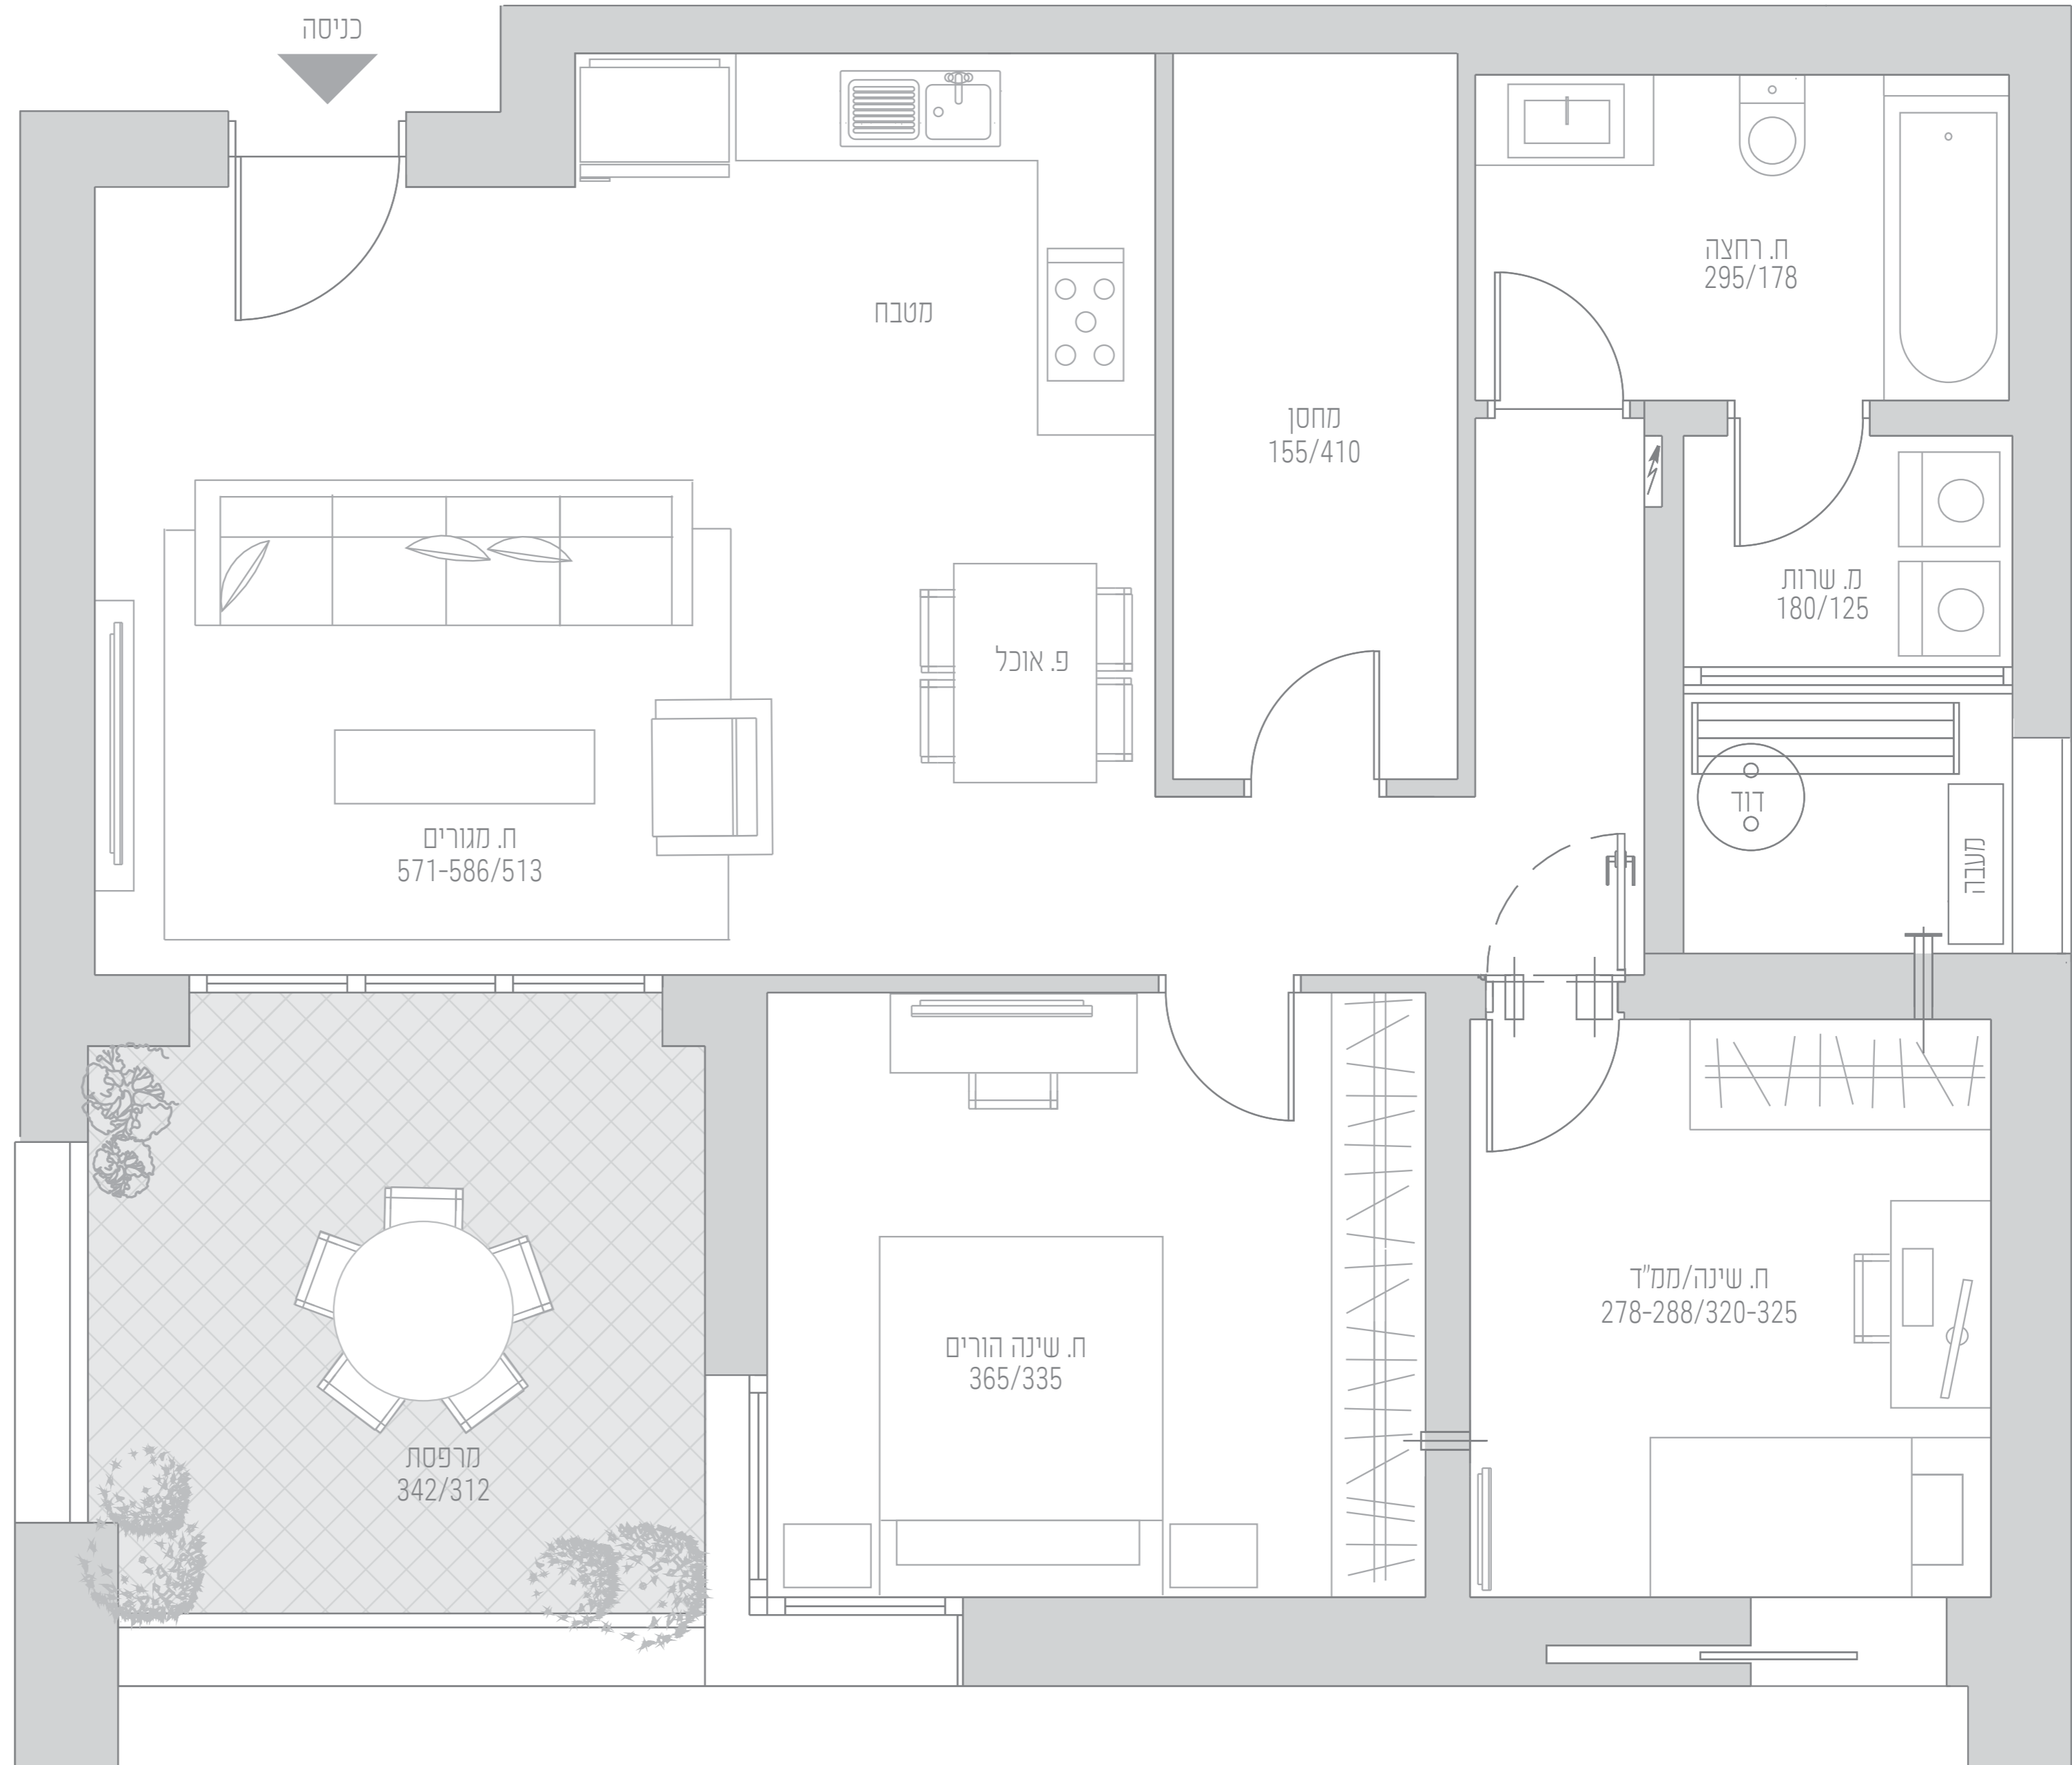 כניסה
ח. רחצה
295/178
מטבח
מחסן
155/410
מ. שרות
180/125
פ. אוכל
דוד
ח. מגורים
571-586/513
מעבה
ח. שינה/ממ"ד
278-288/320-325
ח. שינה הורים
365/335
מרפסת
342/312